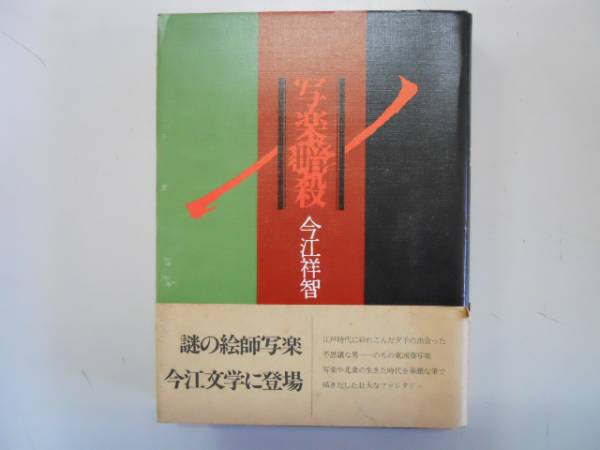 写楽暗殺
今江祥智
謎の絵師写楽
今江文学に登場
江戸時代に紛れこんだ夕子の出会った
不思議な男——のちの東洲斎写楽
写楽や北斎の生きた時代を華麗な筆で
描き尽した壮大なファンタジー